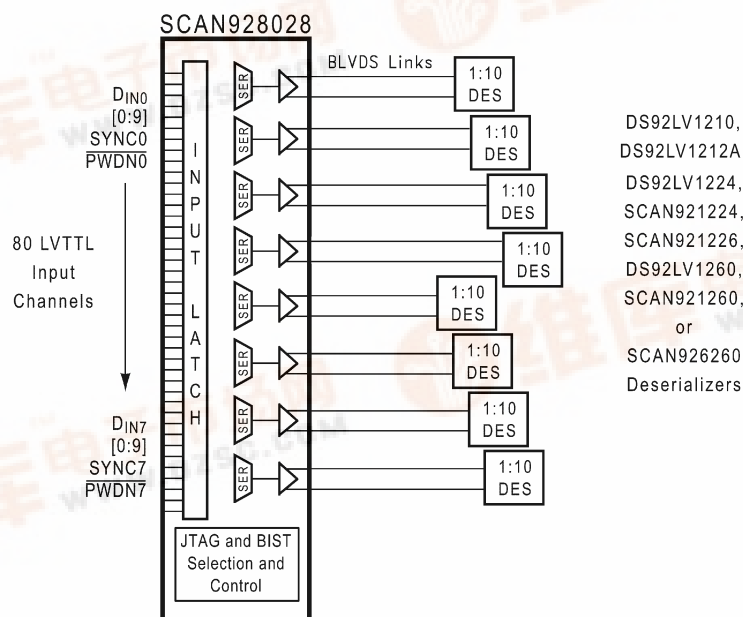 SCAN928028
DIN0
[0:9]
SYNC0
PWDN0
80 LVTTL
Input
Channels
DIN7
[0:9]
SYNC7
PWDN7
INPUT LATCH
SER
SER
SER
SER
SER
SER
SER
SER
JTAG and BIST
Selection and
Control
BLVDS Links
1:10
DES
1:10
DES
1:10
DES
1:10
DES
1:10
DES
1:10
DES
1:10
DES
1:10
DES
DS92LV1210,
DS92LV1212A
DS92LV1224,
SCAN921224,
SCAN921226,
DS92LV1260,
SCAN921260,
or
SCAN926260
Deserializers